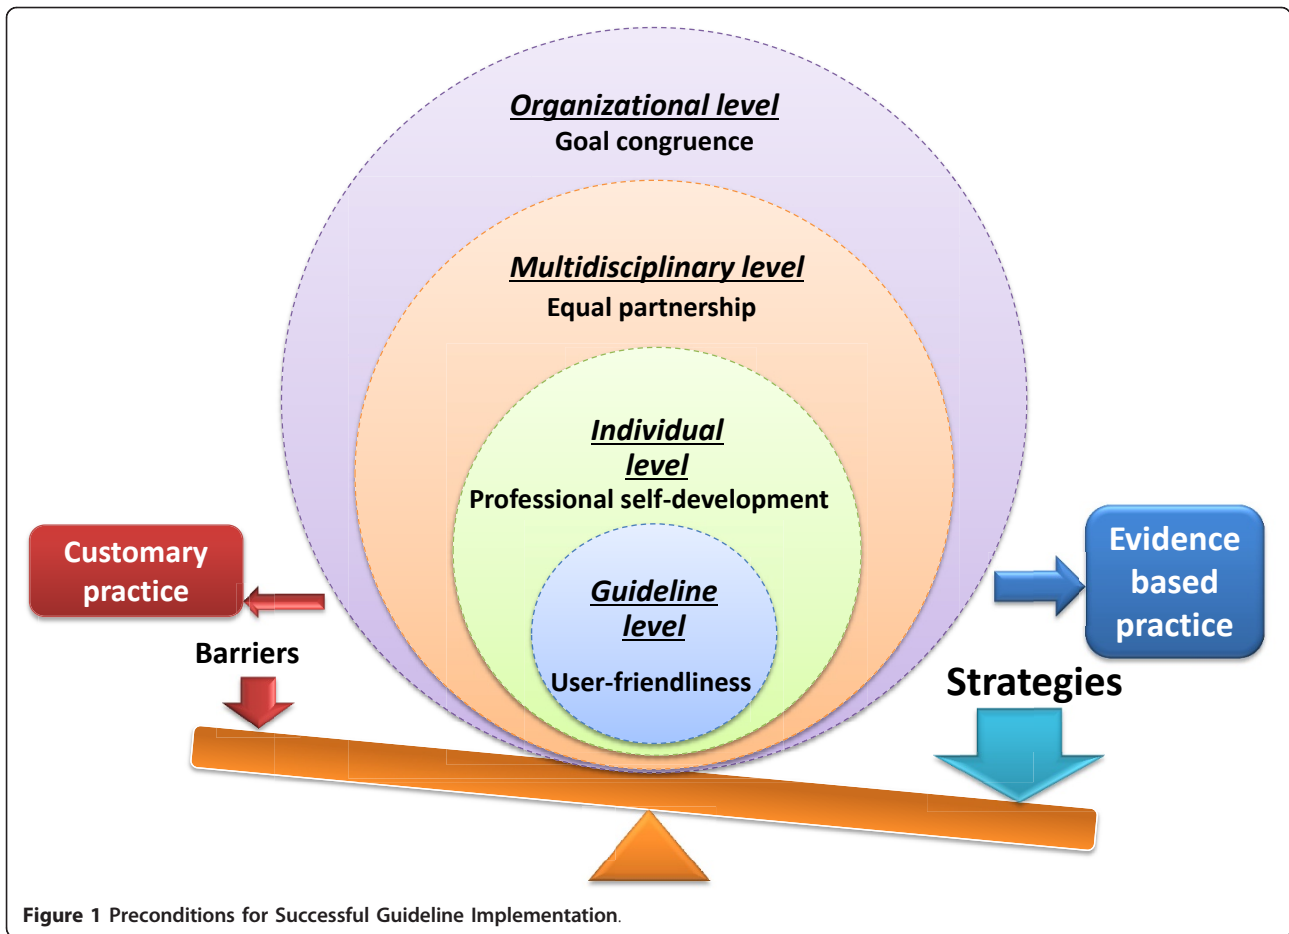 Organizational level
Goal congruence
Multidisciplinary level
Equal partnership
Individual
level
Professional self-development
Guideline
level
User-friendliness
Customary
practice
Barriers
Evidence
based
practice
Strategies
Figure 1 Preconditions for Successful Guideline Implementation.